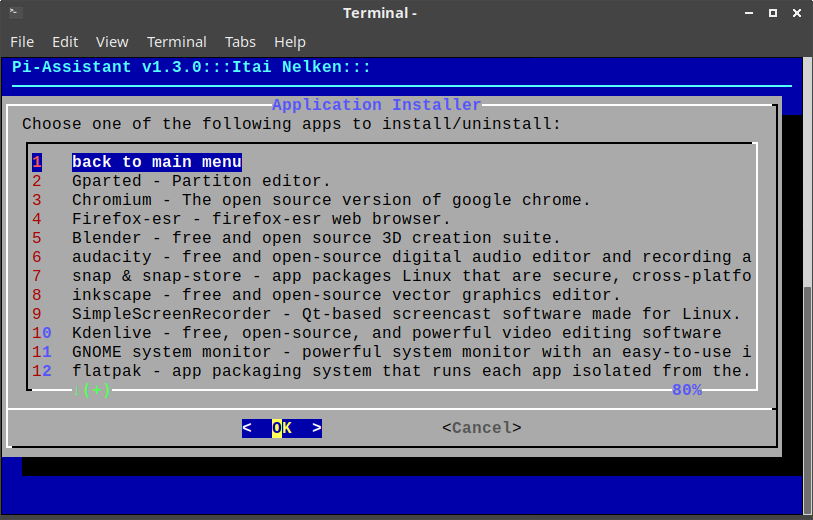 Terminal -
File Edit View Terminal Tabs Help
Pi-Assistant v1.3.0:::Itai Nelken:::
Application Installer
Choose one of the following apps to install/uninstall:
1 back to main menu
2 Gparted - Partiton editor.
3 Chromium - The open source version of google chrome.
4 Firefox-esr - firefox-esr web browser.
5 Blender - free and open source 3D creation suite.
6 audacity - free and open-source digital audio editor and recording a
7 snap & snap-store - app packages Linux that are secure, cross-platfo
8 inkscape - free and open-source vector graphics editor.
9 SimpleScreenRecorder - Qt-based screencast software made for Linux.
10 Kdenlive - free, open-source, and powerful video editing software
11 GNOME system monitor - powerful system monitor with an easy-to-use i
12 flatpak - app packaging system that runs each app isolated from the.
↓(+) 80%
< OK > <Cancel>